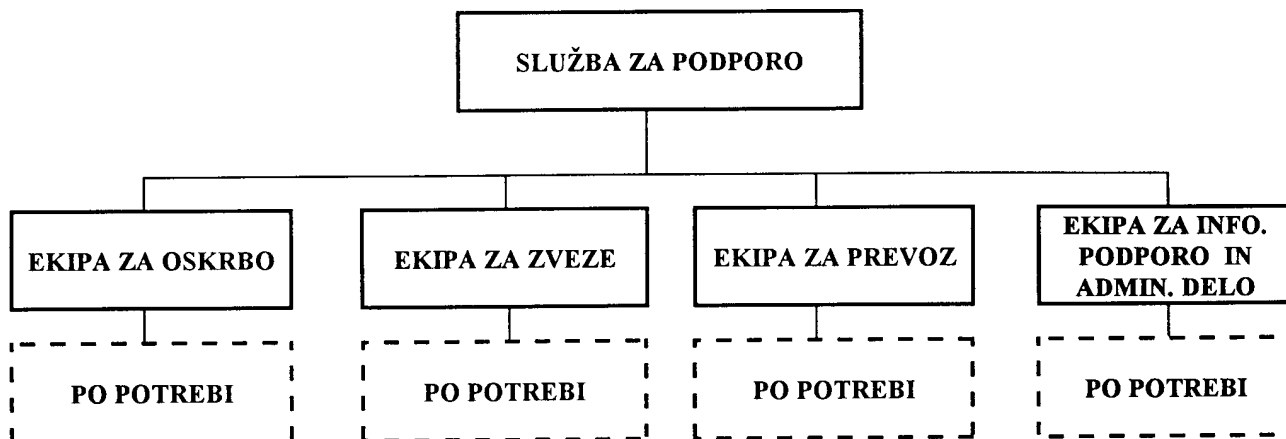 SLUŽBA ZA PODPORO
EKIPA ZA OSKRBO
EKIPA ZA ZVEZE
EKIPA ZA PREVOZ
EKIPA ZA INFO.
PODPORO IN
ADMIN. DELO
PO POTREBI
PO POTREBI
PO POTREBI
PO POTREBI